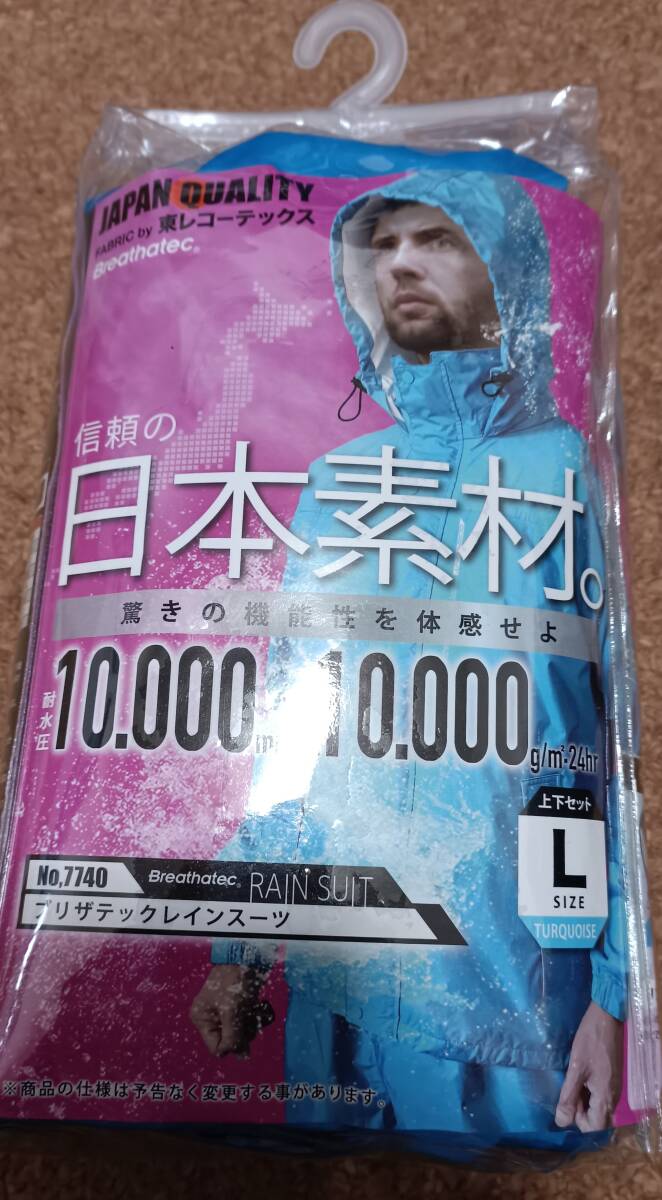 JAPAN QUALITY
FABRIC by 東レコーテックス
Breathatec®
信頼の
日本素材。
驚きの機能性を体感せよ
耐水圧 10.000 10.000 g/m²・24hr
上下セット
L
SIZE
TURQUOISE
No,7740 Breathatec® RAIN SUIT
ブリザテックレインスーツ
※商品の仕様は予告なく変更する事があります。